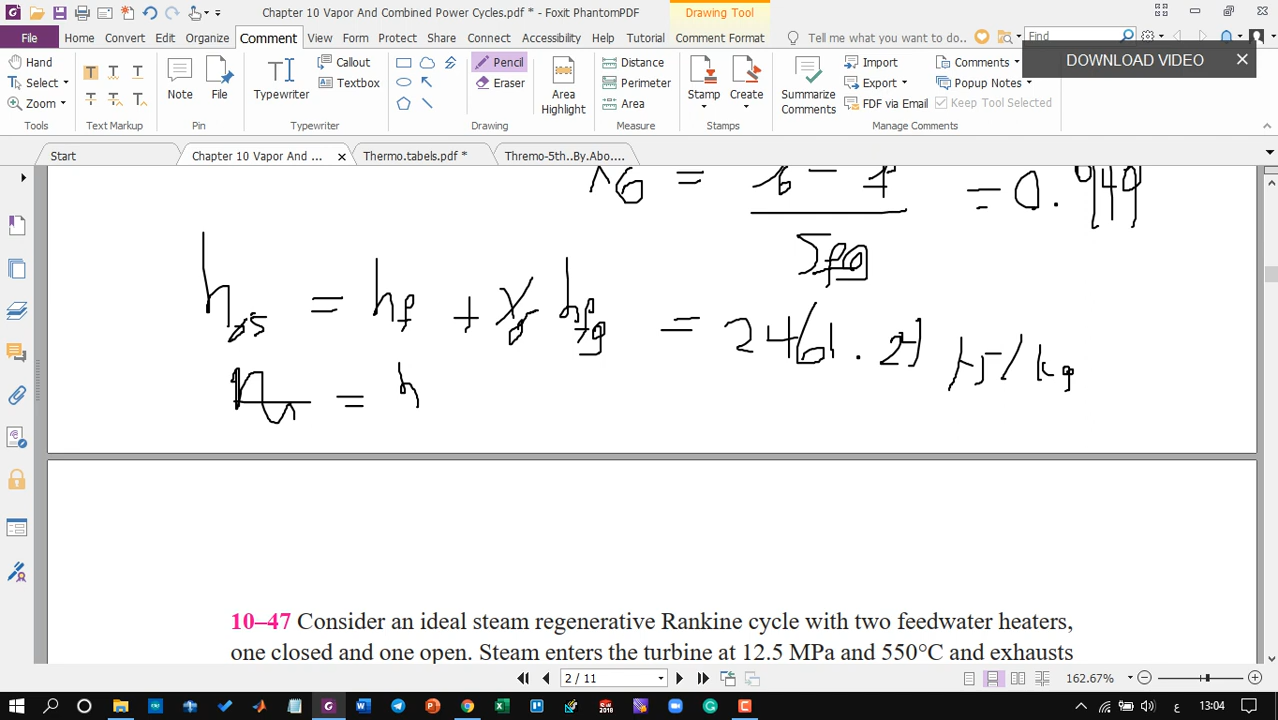 Chapter 10 Vapor And Combined Power Cycles.pdf * - Foxit PhantomPDF
Drawing Tool
File Home Convert Edit Organize Comment View Form Protect Share Connect Accessibility Help Tutorial Comment Format Tell me what you want to do... Find
DOWNLOAD VIDEO
Hand Select Zoom
Note File
Typewriter Callout Textbox
Pencil Eraser
Area Highlight
Distance Perimeter Area
Stamp Create
Summarize Comments
Import Export FDF via Email
Comments Popup Notes Keep Tool Selected
Tools Text Markup Pin Typewriter Drawing Measure Stamps Manage Comments
Start Chapter 10 Vapor And ... Thermo.tabels.pdf * Thremo-5th..By.Abo....
= 0.949
= hf + hfg = 2461. kJ/kg
= h
10–47 Consider an ideal steam regenerative Rankine cycle with two feedwater heaters,
one closed and one open. Steam enters the turbine at 12.5 MPa and 550°C and exhausts
2 / 11 162.67%
ع 13:04